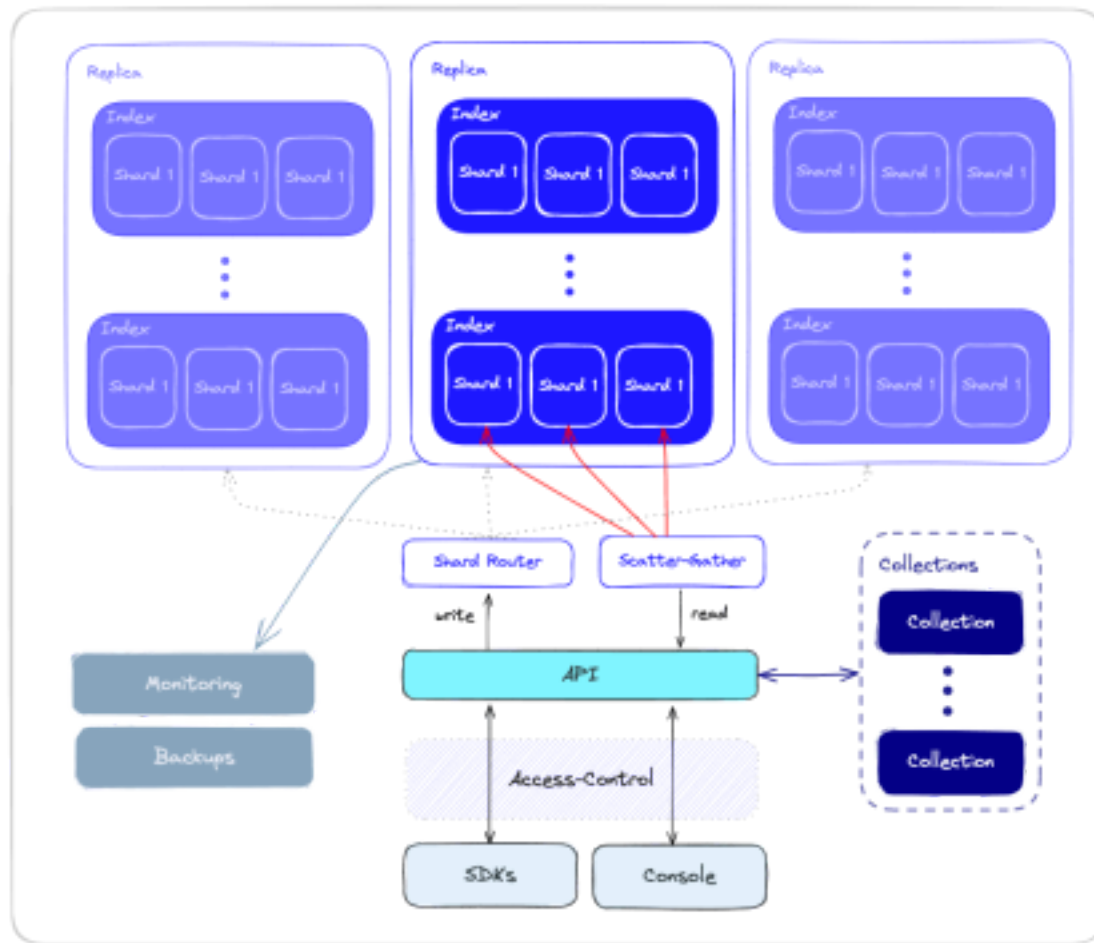 Replica
Replica
Replica
Index
Index
Index
Shard 1 Shard 1 Shard 1
Shard 1 Shard 1 Shard 1
Shard 1 Shard 1 Shard 1
Index
Index
Index
Shard 1 Shard 1 Shard 1
Shard 1 Shard 1 Shard 1
Shard 1 Shard 1 Shard 1
Shard Router
Scatter-Gather
Collections
write
read
Collection
API
Monitoring
Backups
Access-Control
Collection
SDKs
Console